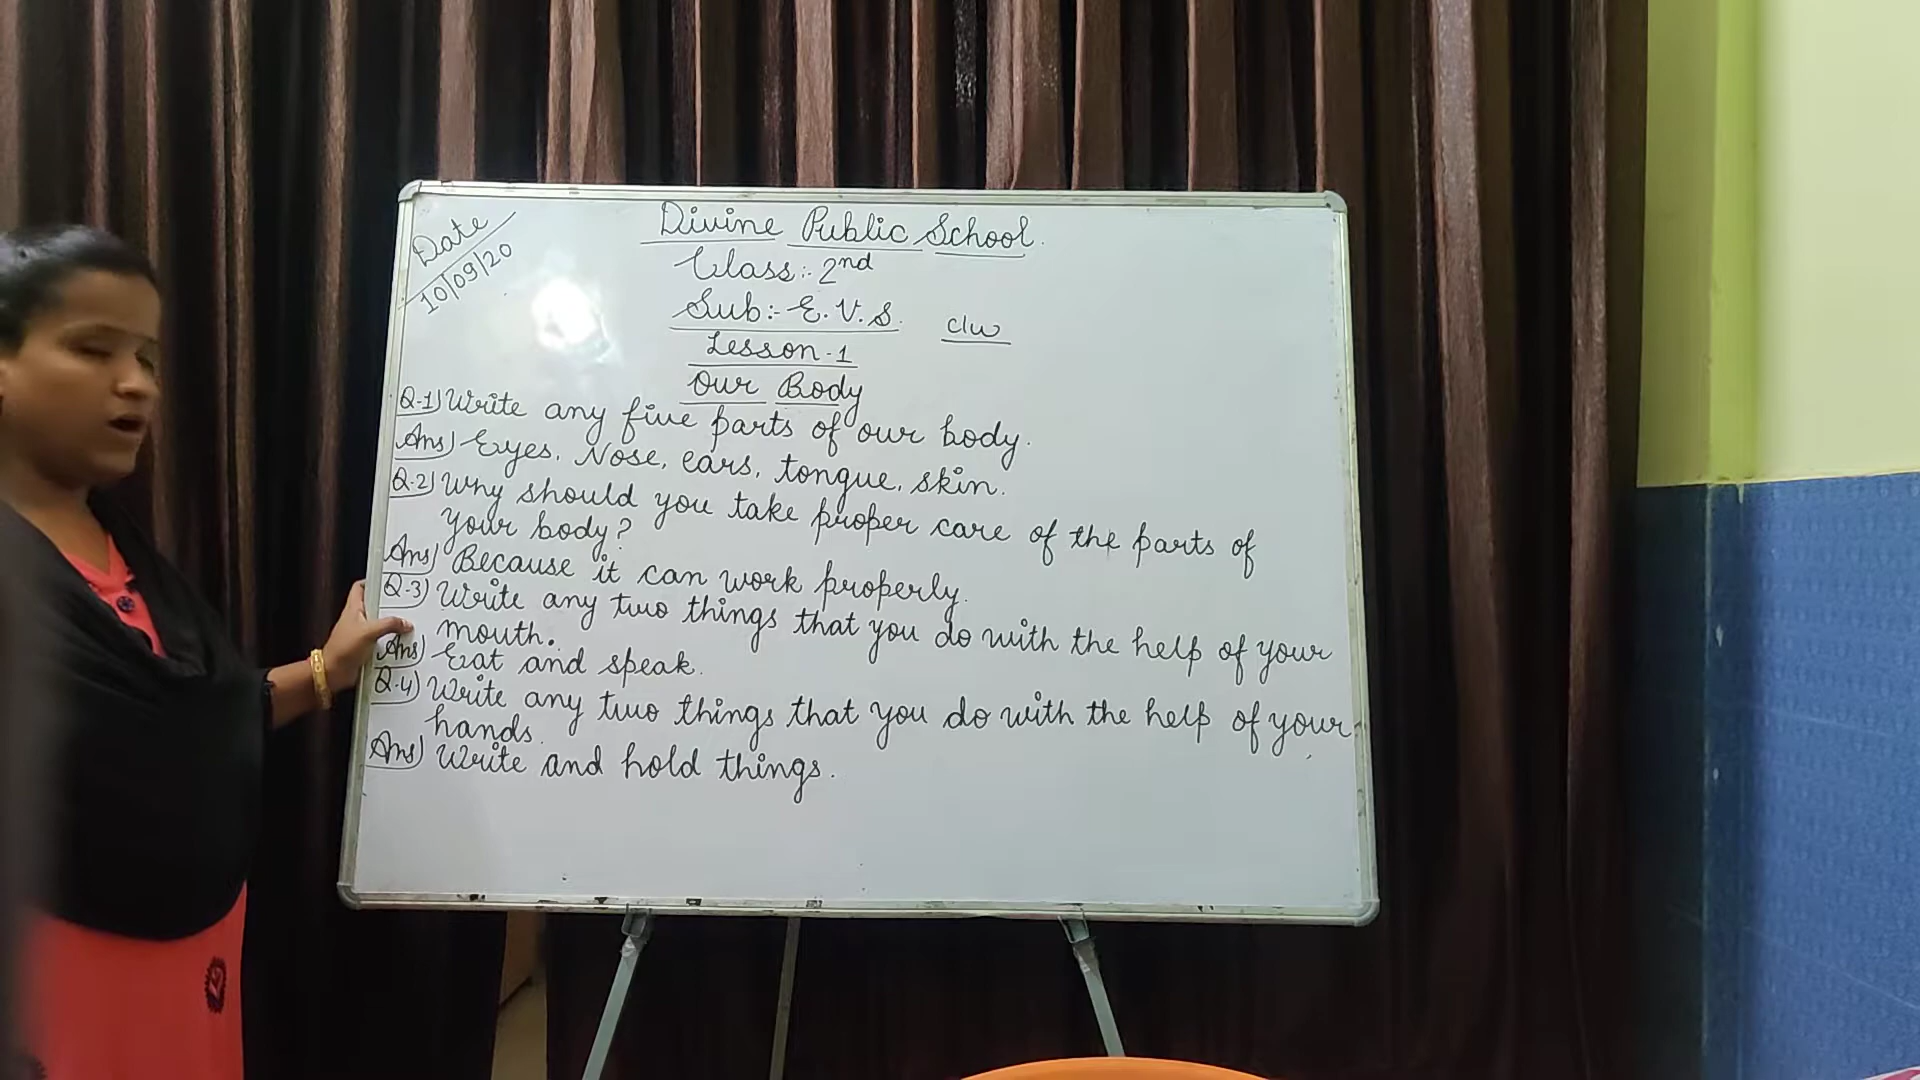 Date
10/09/20
Divine Public School.
Class:- 2nd
Sub:- E.V.S.
c/w
Lesson-1
Our Body
Q-1) Write any five parts of our body.
Ans) Eyes, Nose, ears, tongue, skin.
Q.2) Why should you take proper care of the parts of
your body?
Ans) Because it can work properly.
Q-3) Write any two things that you do with the help of your
mouth.
Ans) Eat and speak.
Q.4) Write any two things that you do with the help of your
hands.
Ans) Write and hold things.